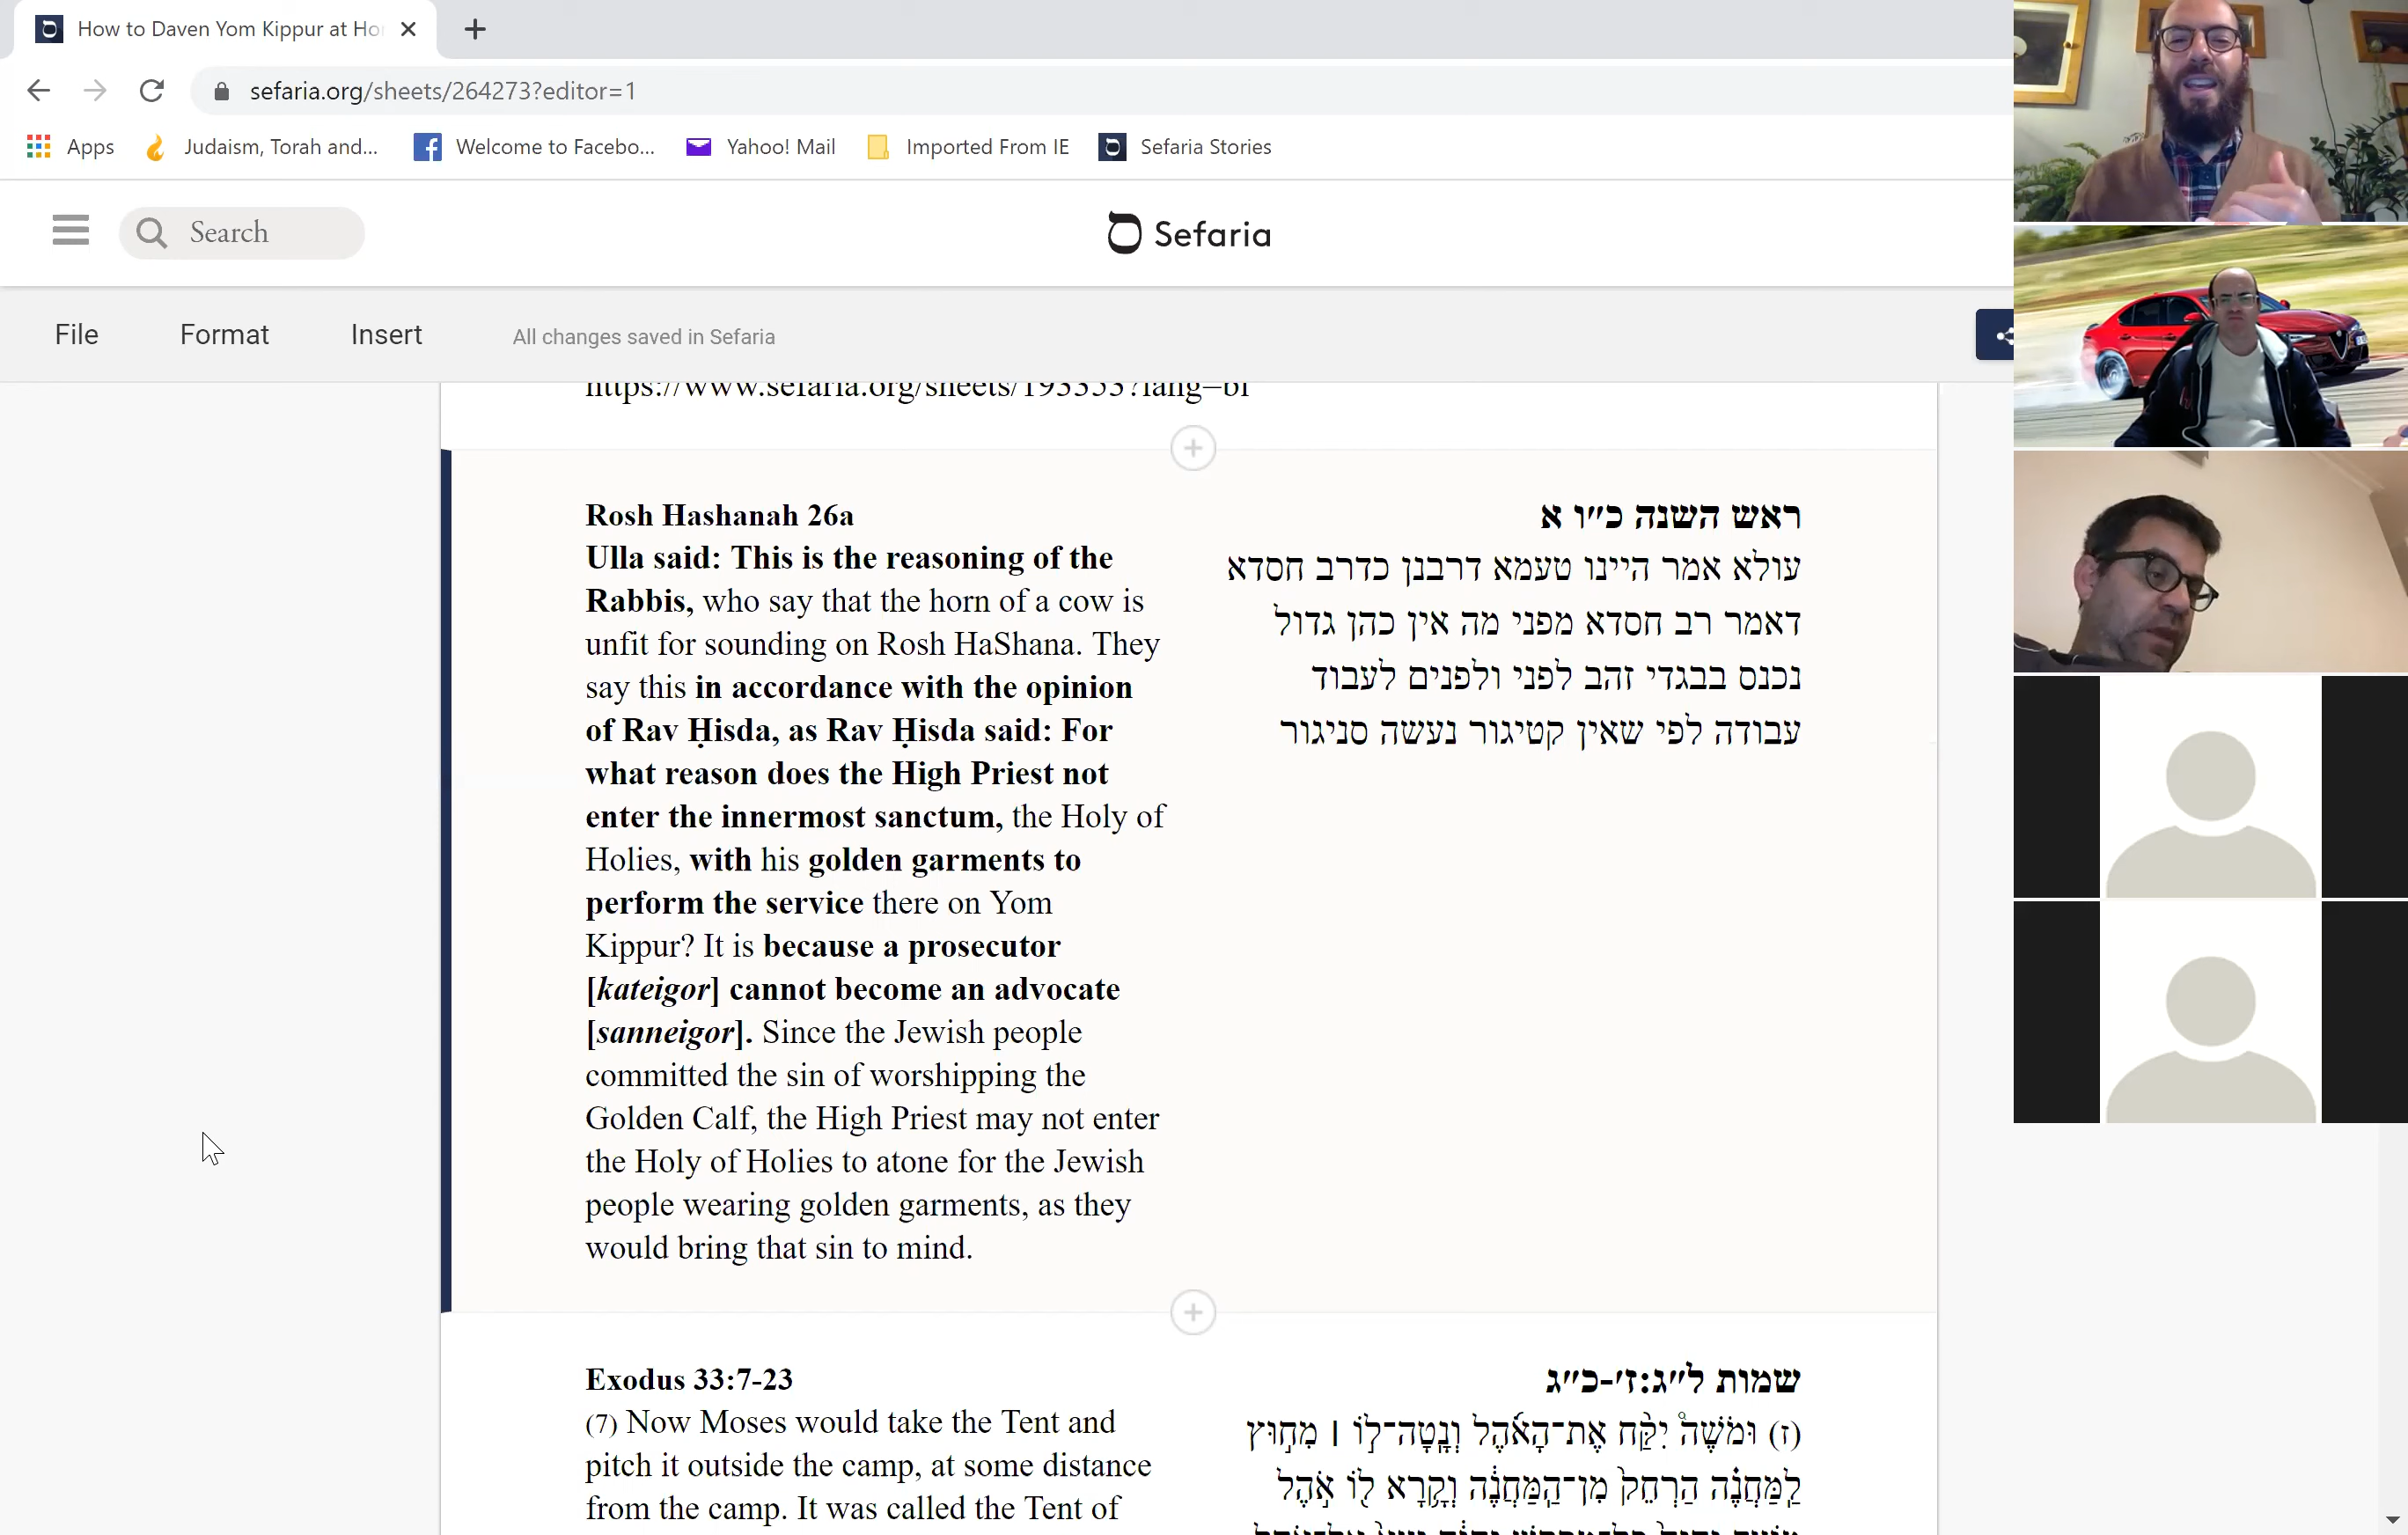 How to Daven Yom Kippur at Ho
sefaria.org/sheets/264273?editor=1
Apps
Judaism, Torah and...
Welcome to Facebo...
Yahoo! Mail
Imported From IE
Sefaria Stories
Search
Sefaria
File
Format
Insert
All changes saved in Sefaria
https://www.sefaria.org/sheets/193353?lang=bi
Rosh Hashanah 26a
Ulla said: This is the reasoning of the
Rabbis, who say that the horn of a cow is
unfit for sounding on Rosh HaShana. They
say this in accordance with the opinion
of Rav Ḥisda, as Rav Ḥisda said: For
what reason does the High Priest not
enter the innermost sanctum, the Holy of
Holies, with his golden garments to
perform the service there on Yom
Kippur? It is because a prosecutor
[kateigor] cannot become an advocate
[sanneigor]. Since the Jewish people
committed the sin of worshipping the
Golden Calf, the High Priest may not enter
the Holy of Holies to atone for the Jewish
people wearing golden garments, as they
would bring that sin to mind.
ראש השנה כ״ו א
עולא אמר היינו טעמא דרבנן כדרב חסדא
דאמר רב חסדא מפני מה אין כהן גדול
נכנס בבגדי זהב לפני ולפנים לעבוד
עבודה לפי שאין קטיגור נעשה סניגור
Exodus 33:7-23
(7) Now Moses would take the Tent and
pitch it outside the camp, at some distance
from the camp. It was called the Tent of
שמות ל״ג:ז׳-כ״ג
(ז) וּמֹשֶׁה֩ יִקַּ֨ח אֶת־הָאֹ֜הֶל וְנָֽטָה־ל֣וֹ ׀ מִח֣וּץ
לַֽמַּחֲנֶ֗ה הַרְחֵק֙ מִן־הַֽמַּחֲנֶ֔ה וְקָ֥רָא ל֖וֹ אֹ֣הֶל